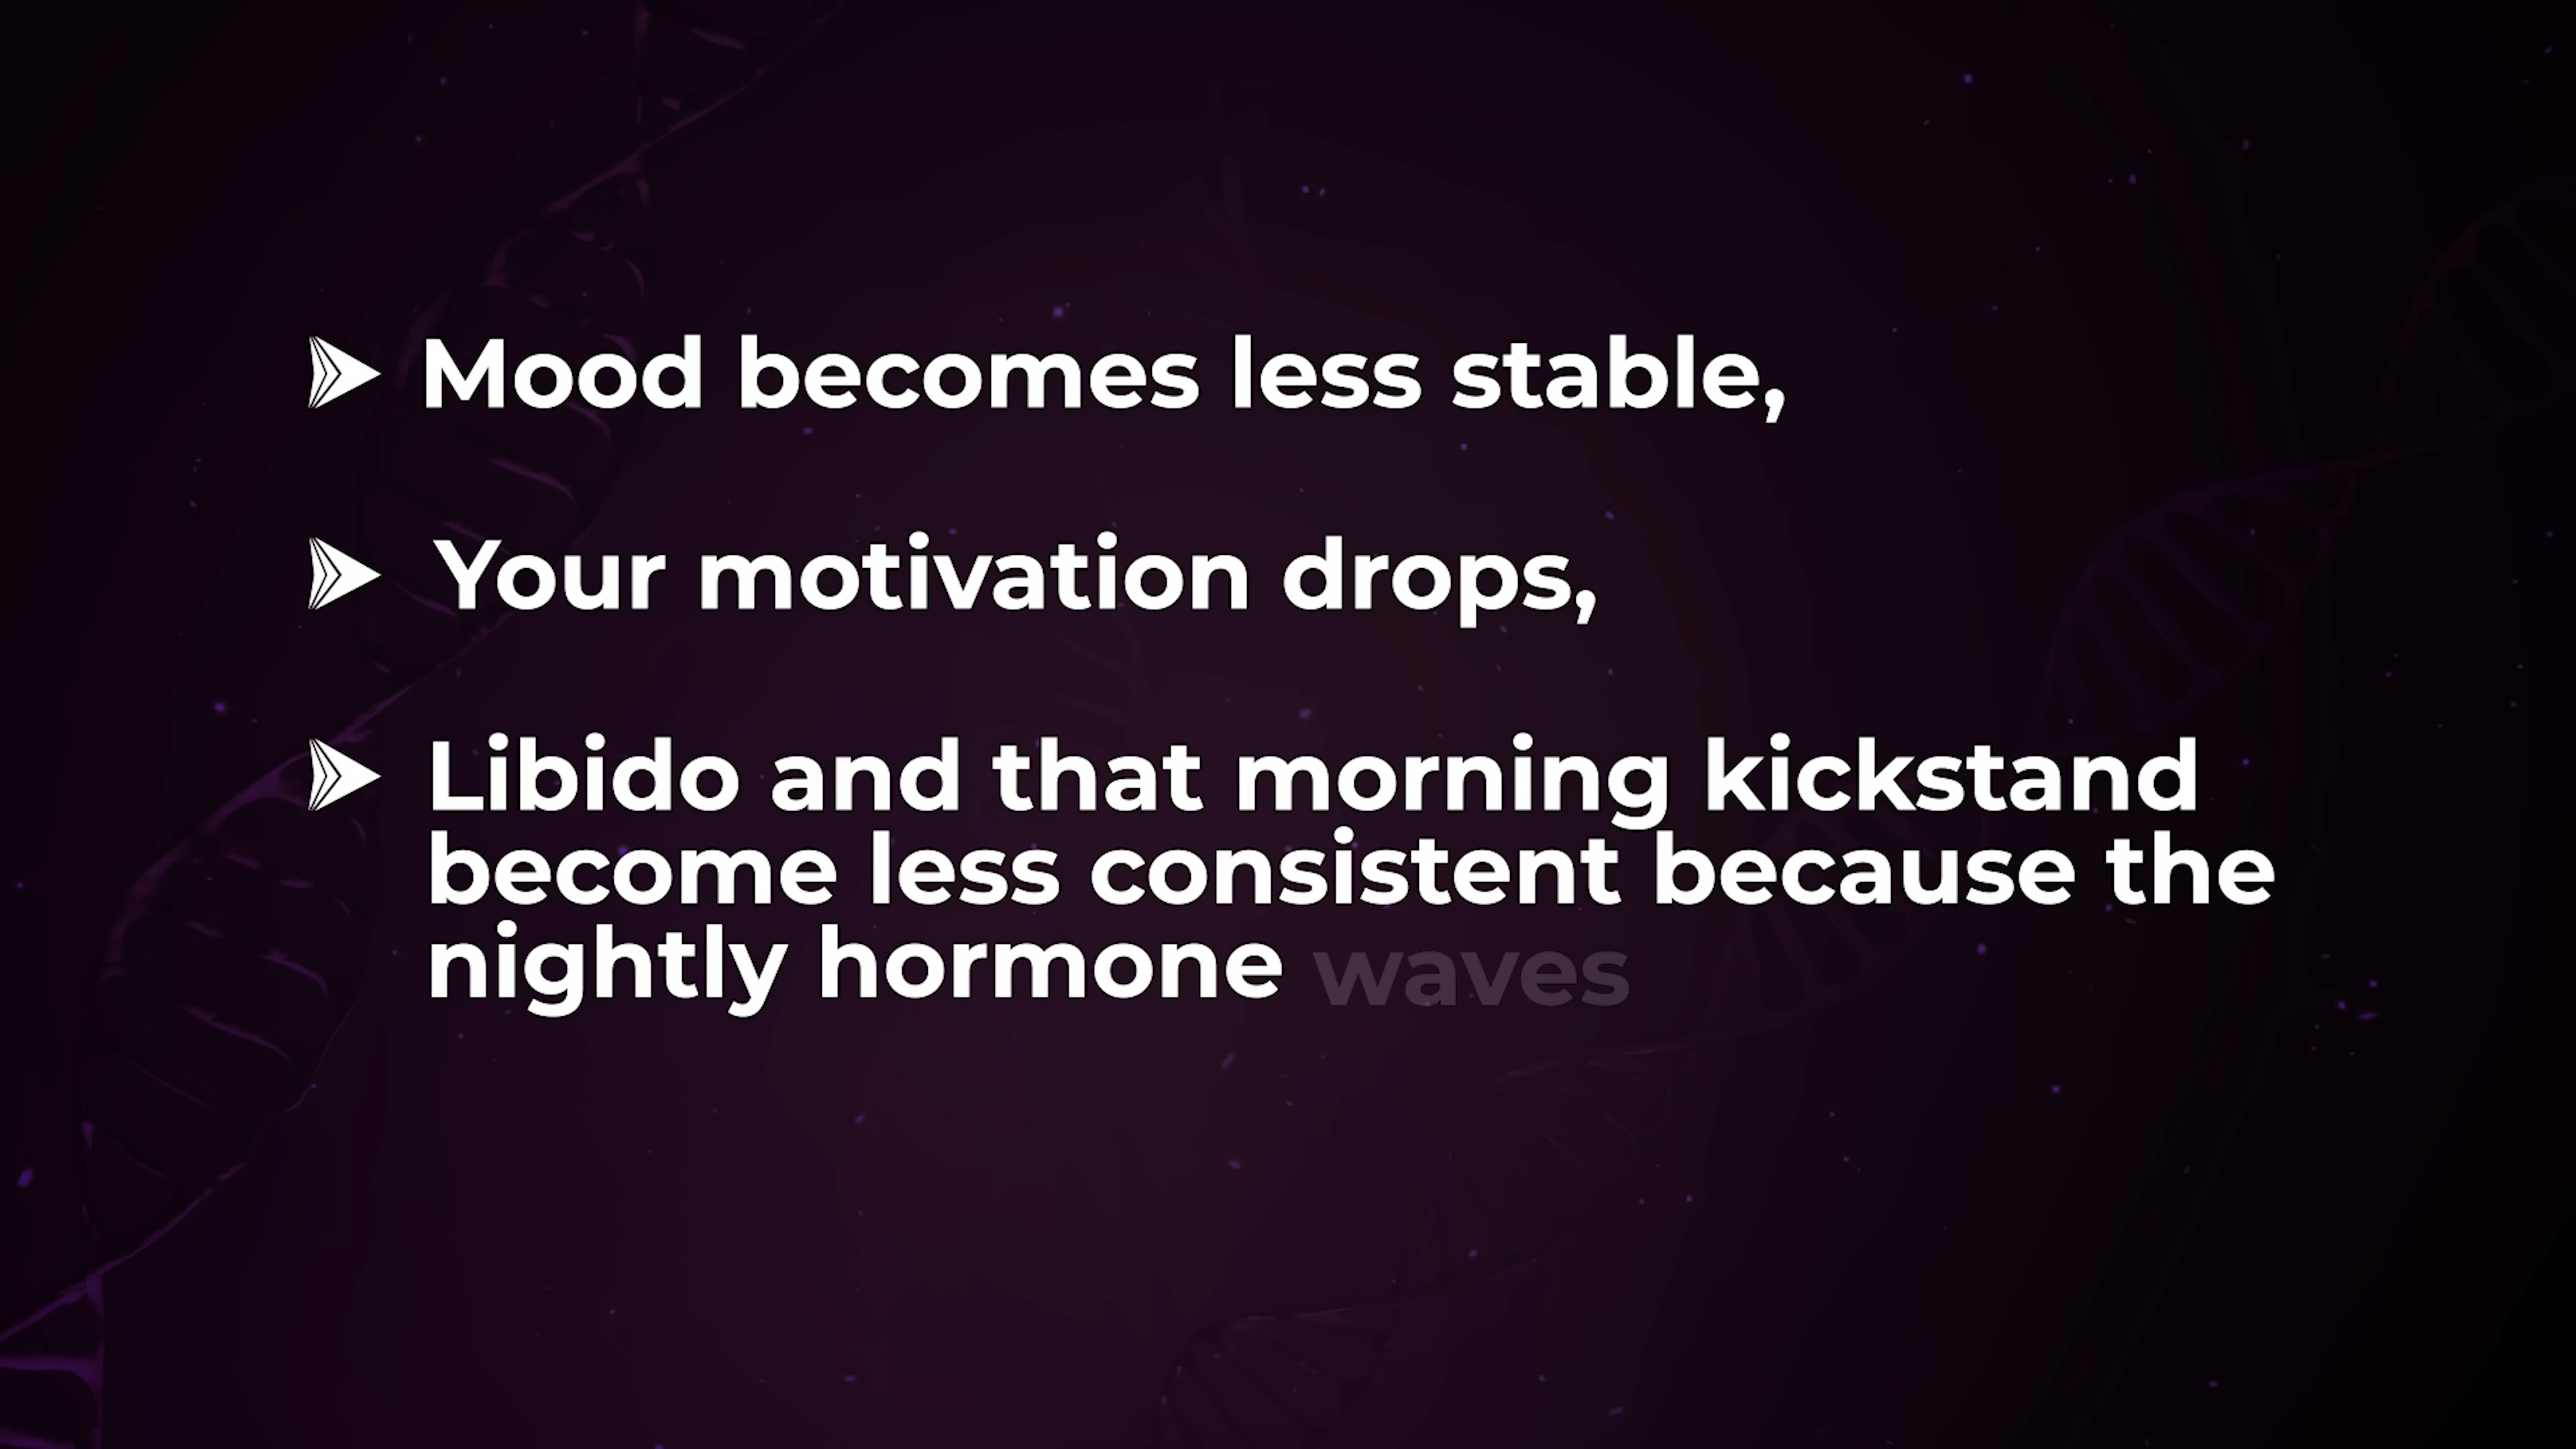 Mood becomes less stable,
Your motivation drops,
Libido and that morning kickstand
become less consistent because the
nightly hormone waves